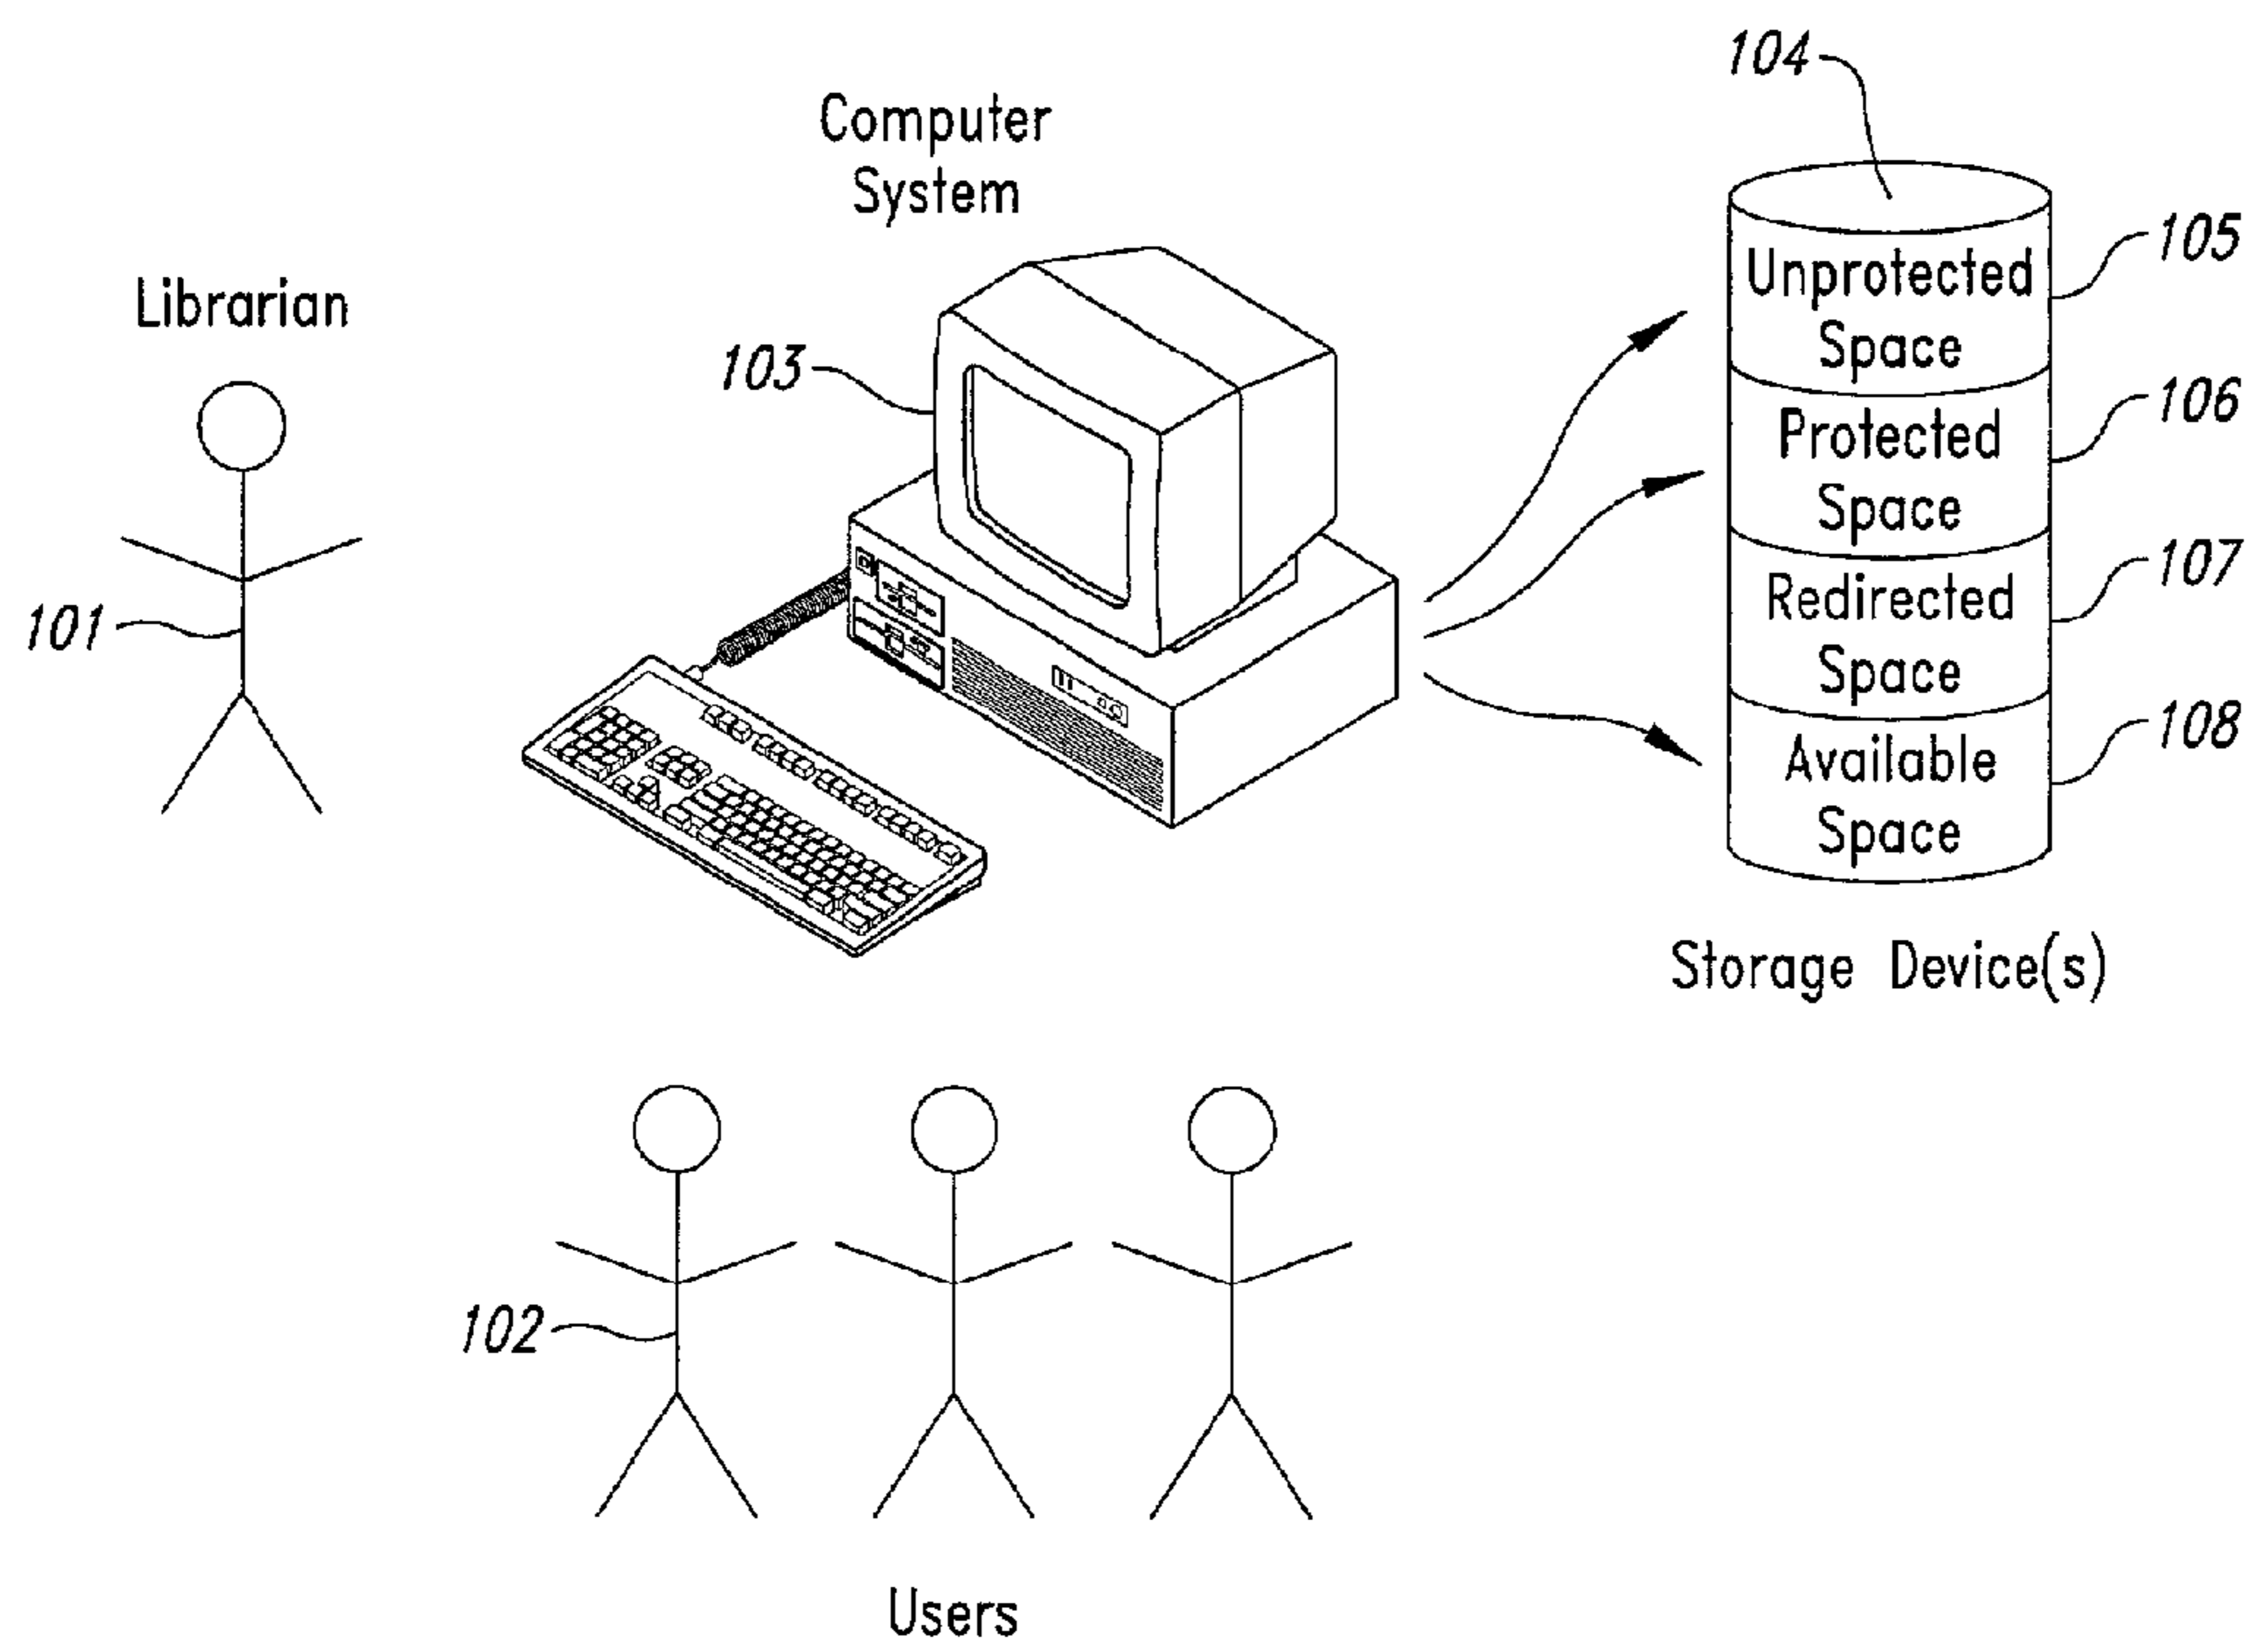 104
Computer
System
105
Unprotected
Space
Librarian
103
106
Protected
Space
107
Redirected
Space
101
108
Available
Space
Storage Device(s)
102
Users